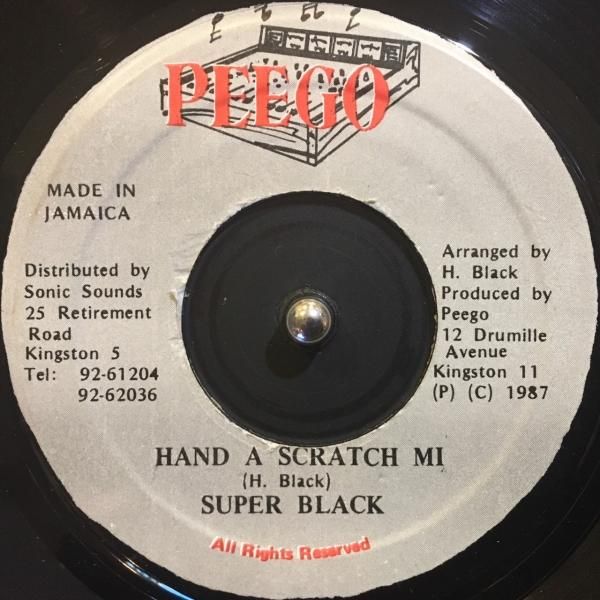 PEEGO
MADE IN
JAMAICA
Distributed by
Sonic Sounds
25 Retirement
Road
Kingston 5
Tel: 92-61204
92-62036
Arranged by
H. Black
Produced by
Peego
12 Drumille
Avenue
Kingston 11
(P) (C) 1987
HAND A SCRATCH MI
(H. Black)
SUPER BLACK
All Rights Reserved